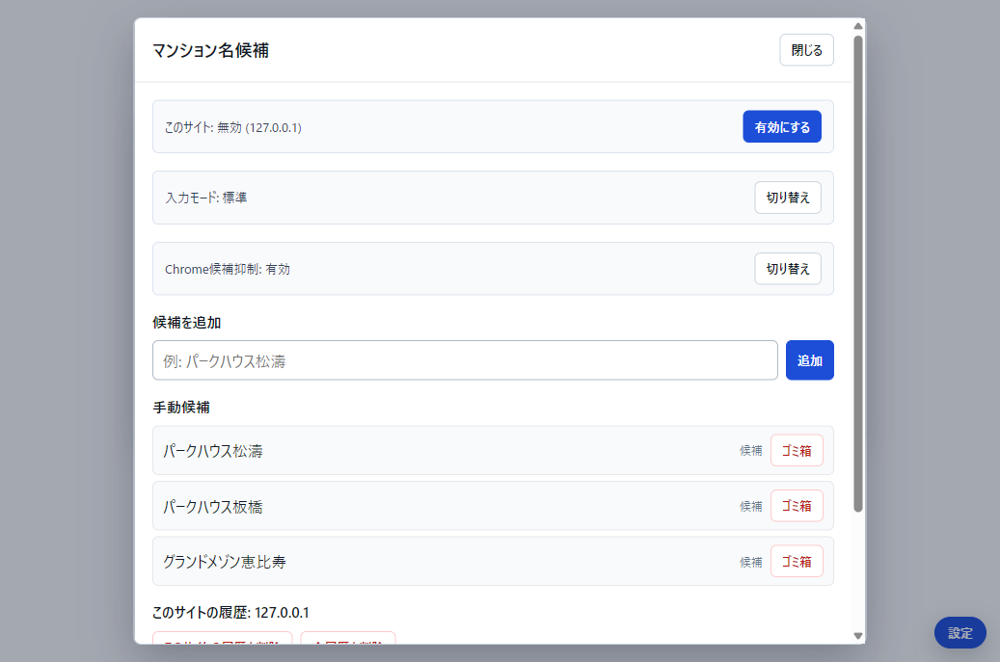 マンション名候補
閉じる
このサイト: 無効 (127.0.0.1)
有効にする
入力モード: 標準
切り替え
Chrome候補抑制: 有効
切り替え
候補を追加
例: パークハウス松濤
追加
手動候補
パークハウス松濤
候補
ゴミ箱
パークハウス板橋
候補
ゴミ箱
グランドメゾン恵比寿
候補
ゴミ箱
このサイトの履歴: 127.0.0.1
設定